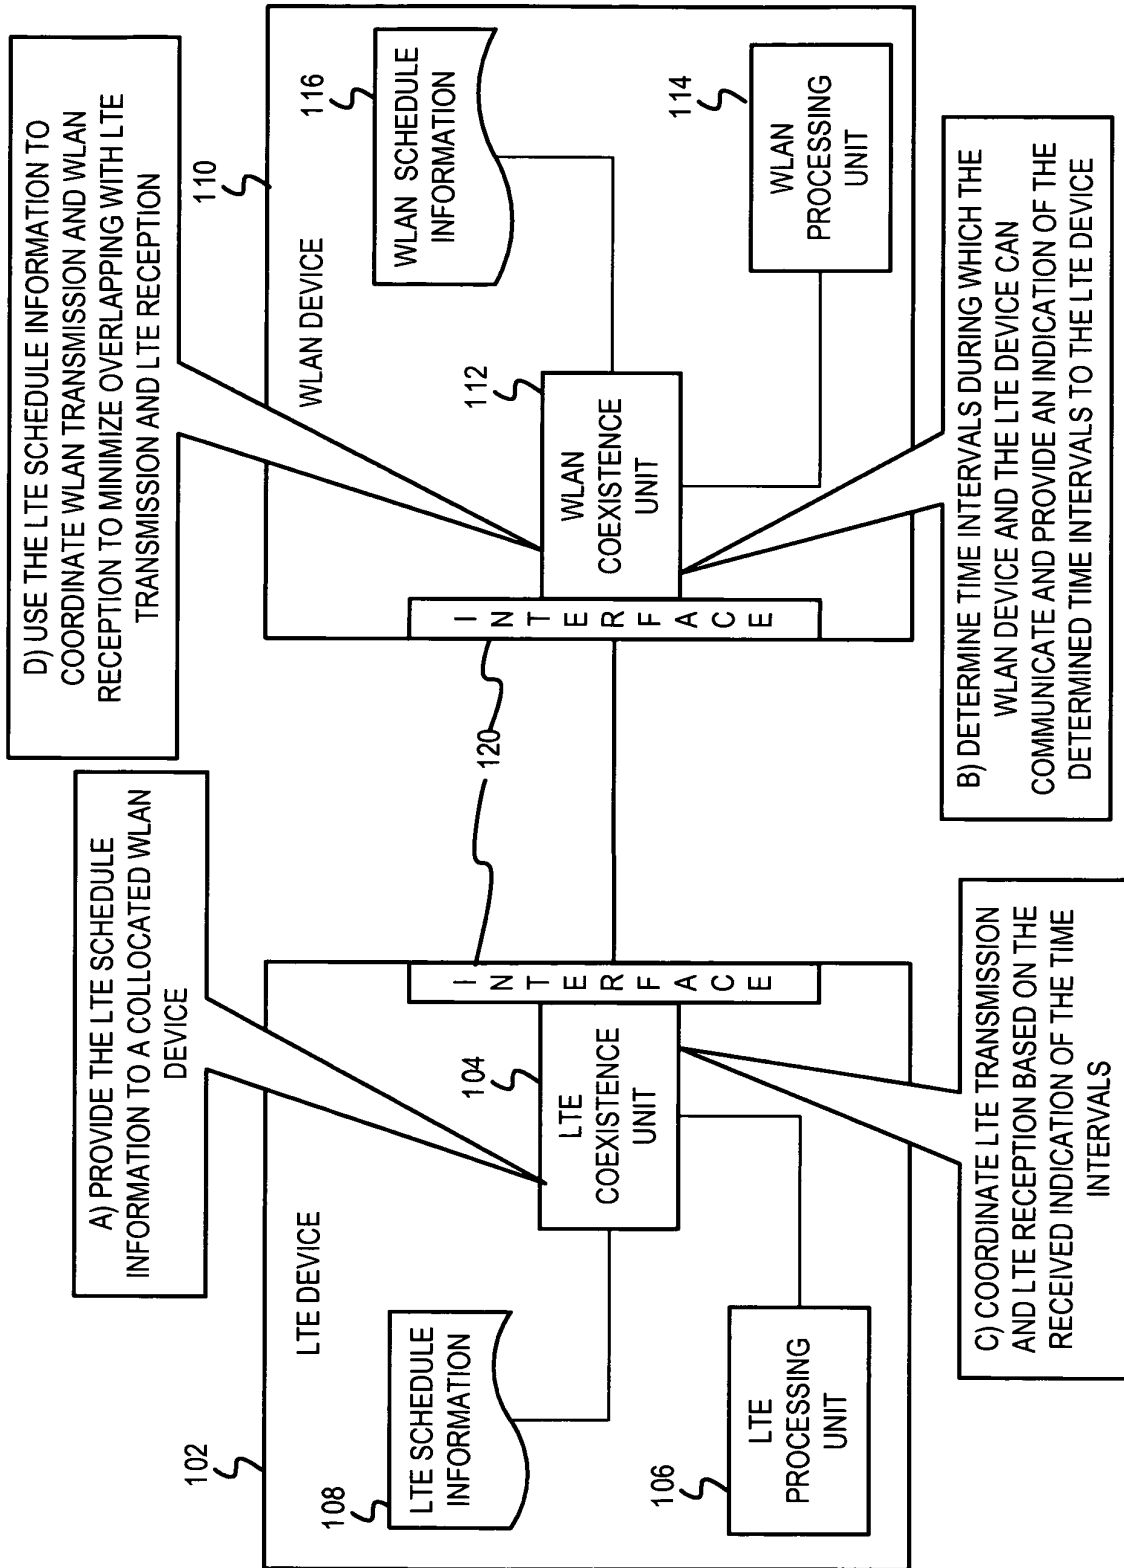 A) PROVIDE THE LTE SCHEDULE
INFORMATION TO A COLLOCATED WLAN
DEVICE
D) USE THE LTE SCHEDULE INFORMATION TO
COORDINATE WLAN TRANSMISSION AND WLAN
RECEPTION TO MINIMIZE OVERLAPPING WITH LTE
TRANSMISSION AND LTE RECEPTION
102
LTE DEVICE
108
LTE SCHEDULE
INFORMATION
104
LTE
COEXISTENCE
UNIT
106
LTE
PROCESSING
UNIT
INTERFACE
120
INTERFACE
110
WLAN DEVICE
112
WLAN
COEXISTENCE
UNIT
116
WLAN SCHEDULE
INFORMATION
114
WLAN
PROCESSING
UNIT
C) COORDINATE LTE TRANSMISSION
AND LTE RECEPTION BASED ON THE
RECEIVED INDICATION OF THE TIME
INTERVALS
B) DETERMINE TIME INTERVALS DURING WHICH THE
WLAN DEVICE AND THE LTE DEVICE CAN
COMMUNICATE AND PROVIDE AN INDICATION OF THE
DETERMINED TIME INTERVALS TO THE LTE DEVICE